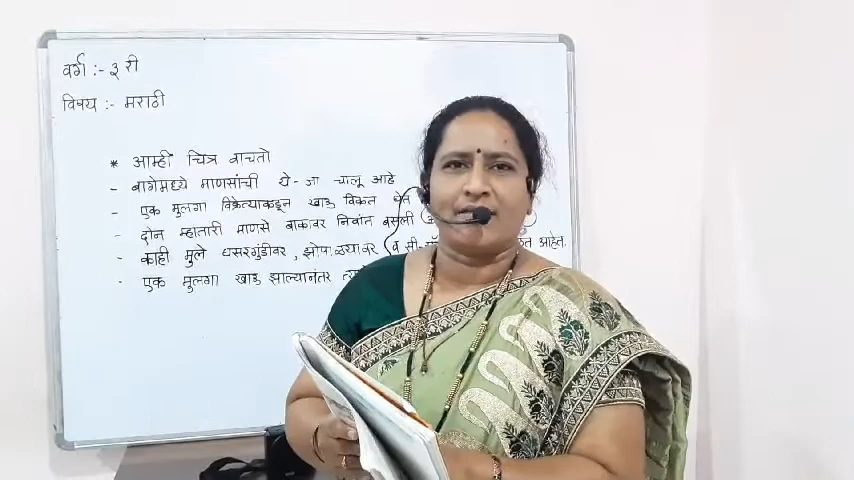 वर्ग :- ३ री
विषय :- मराठी
* आम्ही चित्र वाचतो
- बागेमध्ये माणसांची ये - जा चालू आहे
- एक मुलगा विक्रेत्याकडून खाऊ विकत घेत
- दोन म्हातारी माणसे बाकावर निवांत बसली
- काही मुले घसरगुंडीवर , झोपाळ्यावर व सी आहेत.
- एक मुलगा खाऊ झाल्यानंतर